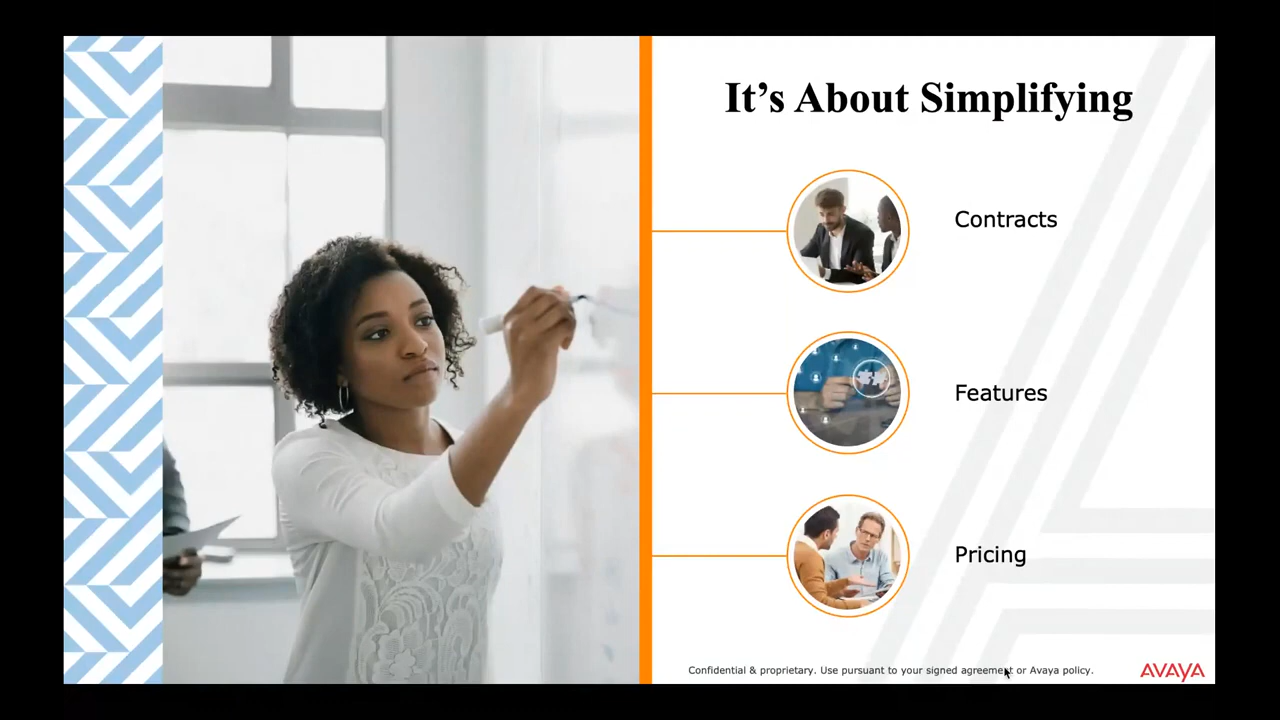 It’s About Simplifying
Contracts
Features
Pricing
Confidential & proprietary. Use pursuant to your signed agreement or Avaya policy.
AVAYA